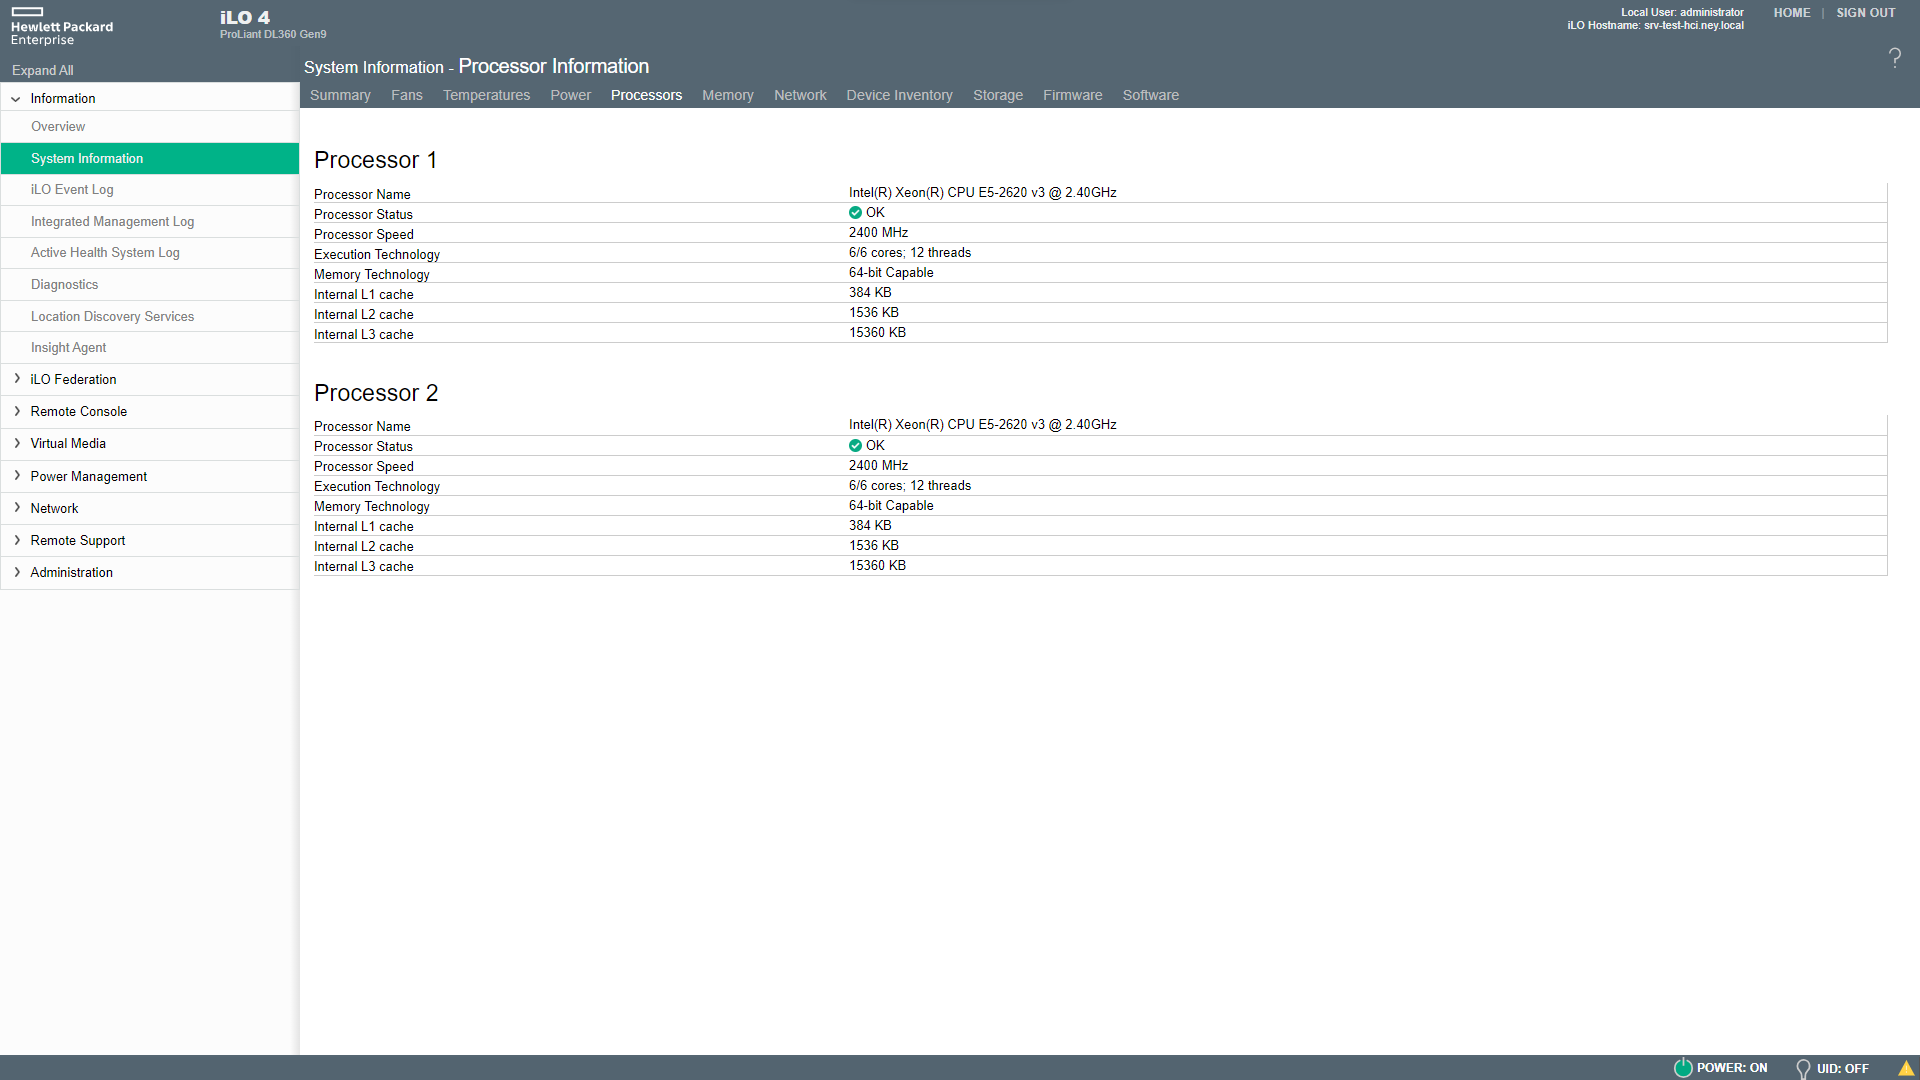 Hewlett Packard
Enterprise
iLO 4
ProLiant DL360 Gen9
Local User: administrator
iLO Hostname: srv-test-hci.ney.local
HOME | SIGN OUT
?
Expand All
System Information - Processor Information
Summary Fans Temperatures Power Processors Memory Network Device Inventory Storage Firmware Software
Information
Overview
System Information
iLO Event Log
Integrated Management Log
Active Health System Log
Diagnostics
Location Discovery Services
Insight Agent
iLO Federation
Remote Console
Virtual Media
Power Management
Network
Remote Support
Administration
Processor 1
Processor Name Intel(R) Xeon(R) CPU E5-2620 v3 @ 2.40GHz
Processor Status OK
Processor Speed 2400 MHz
Execution Technology 6/6 cores; 12 threads
Memory Technology 64-bit Capable
Internal L1 cache 384 KB
Internal L2 cache 1536 KB
Internal L3 cache 15360 KB
Processor 2
Processor Name Intel(R) Xeon(R) CPU E5-2620 v3 @ 2.40GHz
Processor Status OK
Processor Speed 2400 MHz
Execution Technology 6/6 cores; 12 threads
Memory Technology 64-bit Capable
Internal L1 cache 384 KB
Internal L2 cache 1536 KB
Internal L3 cache 15360 KB
POWER: ON UID: OFF